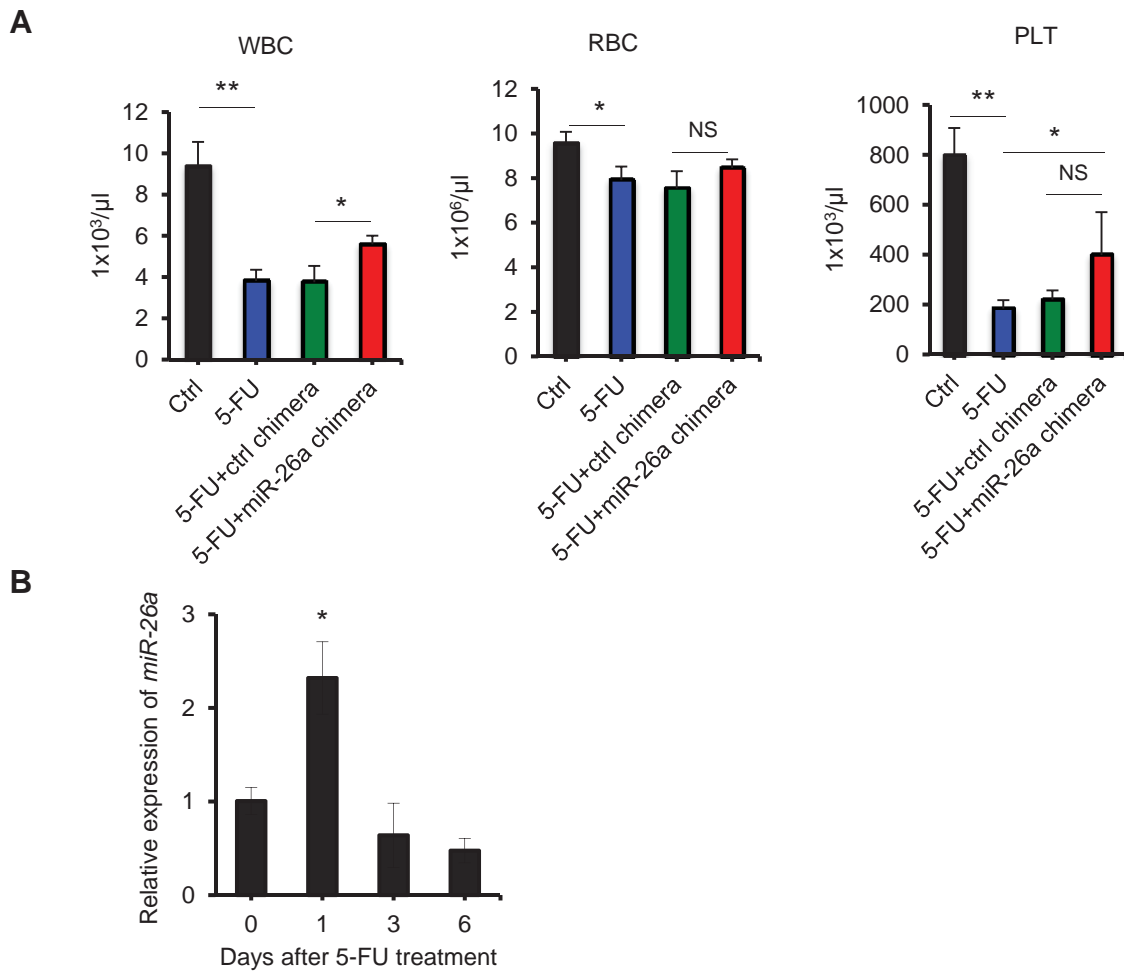 A
WBC
**
*
12
10
8
6
4
2
0
1x10³/µl
Ctrl
5-FU
5-FU+ctrl chimera
5-FU+miR-26a chimera
RBC
*
NS
12
10
8
6
4
2
0
1x10⁶/µl
Ctrl
5-FU
5-FU+ctrl chimera
5-FU+miR-26a chimera
PLT
**
*
NS
1000
800
600
400
200
0
1x10³/µl
Ctrl
5-FU
5-FU+ctrl chimera
5-FU+miR-26a chimera
B
*
3
2
1
0
Relative expression of miR-26a
0 1 3 6
Days after 5-FU treatment